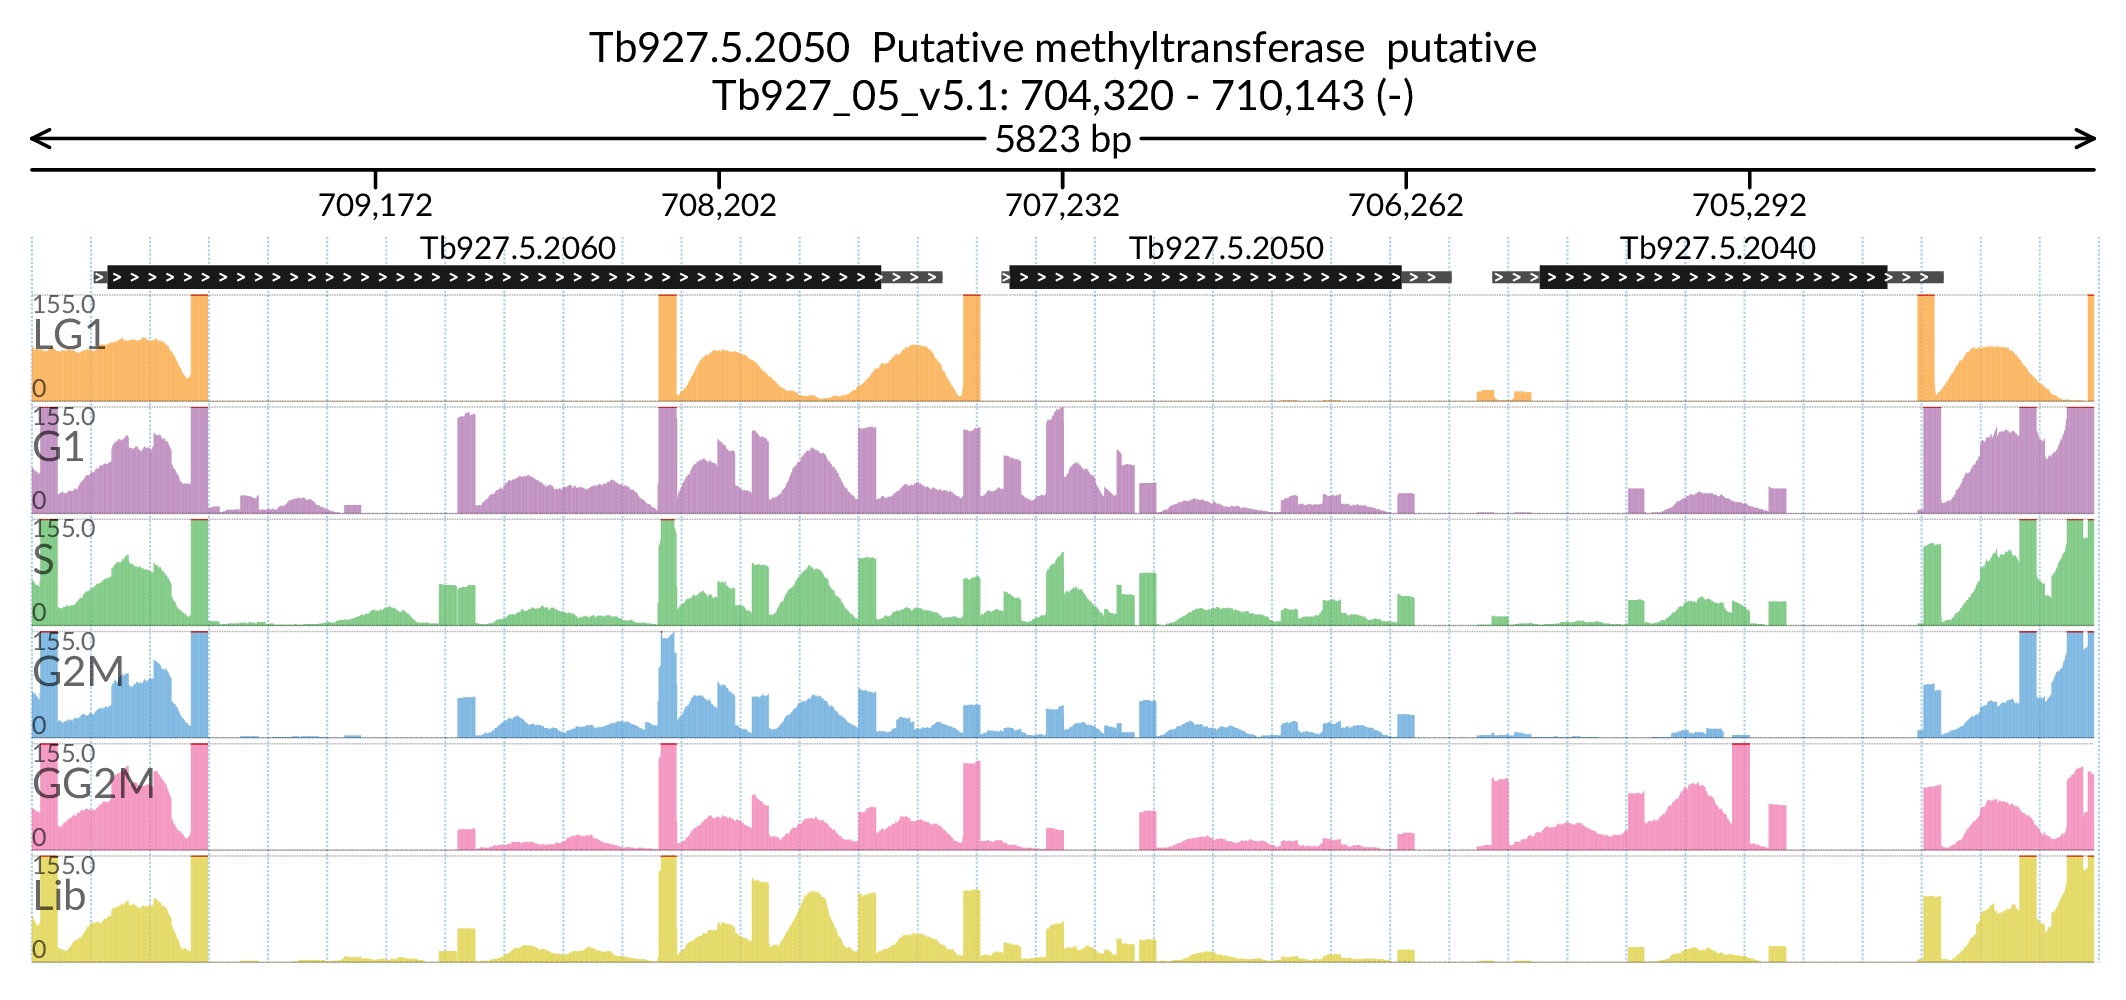 Tb927.5.2050 Putative methyltransferase putative
Tb927_05_v5.1: 704,320 - 710,143 (-)
5823 bp
709,172 708,202 707,232 706,262 705,292
Tb927.5.2060 Tb927.5.2050 Tb927.5.2040
155.0
LG1
0
155.0
G1
0
155.0
S
0
155.0
G2M
0
155.0
GG2M
0
155.0
Lib
0